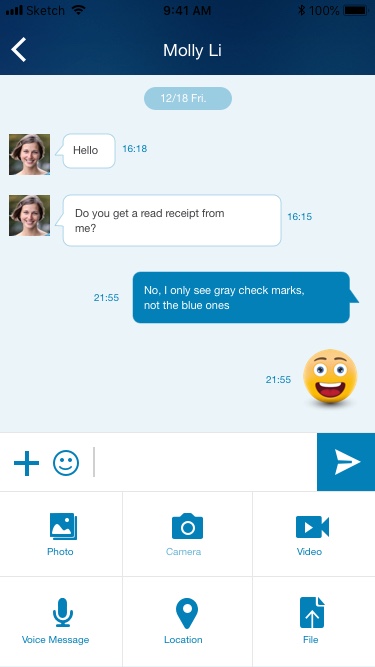 Sketch 9:41 AM 100%
Molly Li
12/18 Fri.
Hello 16:18
Do you get a read receipt from
me? 16:15
No, I only see gray check marks,
not the blue ones
21:55
21:55
Photo Camera Video
Voice Message Location File